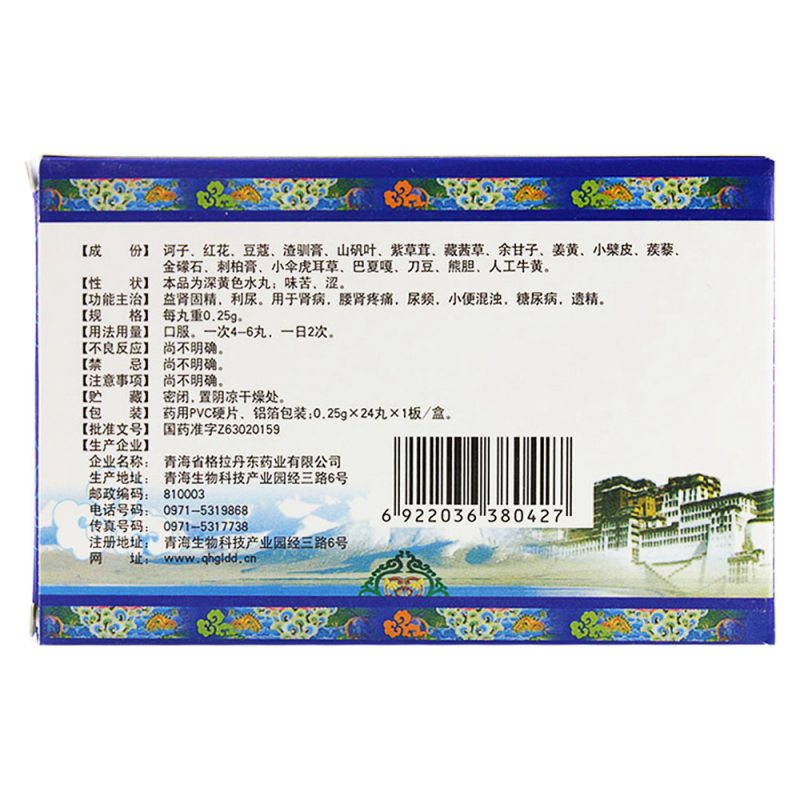 【成　份】诃子、红花、豆蔻、渣驯膏、山矾叶、紫草茸、藏茜草、余甘子、姜黄、小檗皮、蒺藜、
金礞石、刺柏膏、小伞虎耳草、巴夏嘎、刀豆、熊胆、人工牛黄。
【性　状】本品为深黄色水丸；味苦、涩。
【功能主治】益肾固精，利尿。用于肾病，腰肾疼痛，尿频，小便混浊，糖尿病，遗精。
【规　格】每丸重0.25g。
【用法用量】口服。一次4-6丸，一日2次。
【不良反应】尚不明确。
【禁　忌】尚不明确。
【注意事项】尚不明确。
【贮　藏】密闭，置阴凉干燥处。
【包　装】药用PVC硬片、铝箔包装；0.25g×24丸×1板/盒。
【批准文号】国药准字Z63020159
【生产企业】
企业名称：青海省格拉丹东药业有限公司
生产地址：青海生物科技产业园经三路6号
邮政编码：810003
电话号码：0971-5319868
传真号码：0971-5317738
注册地址：青海生物科技产业园经三路6号
网　址：www.qhgldd.cn
6 922036 380427